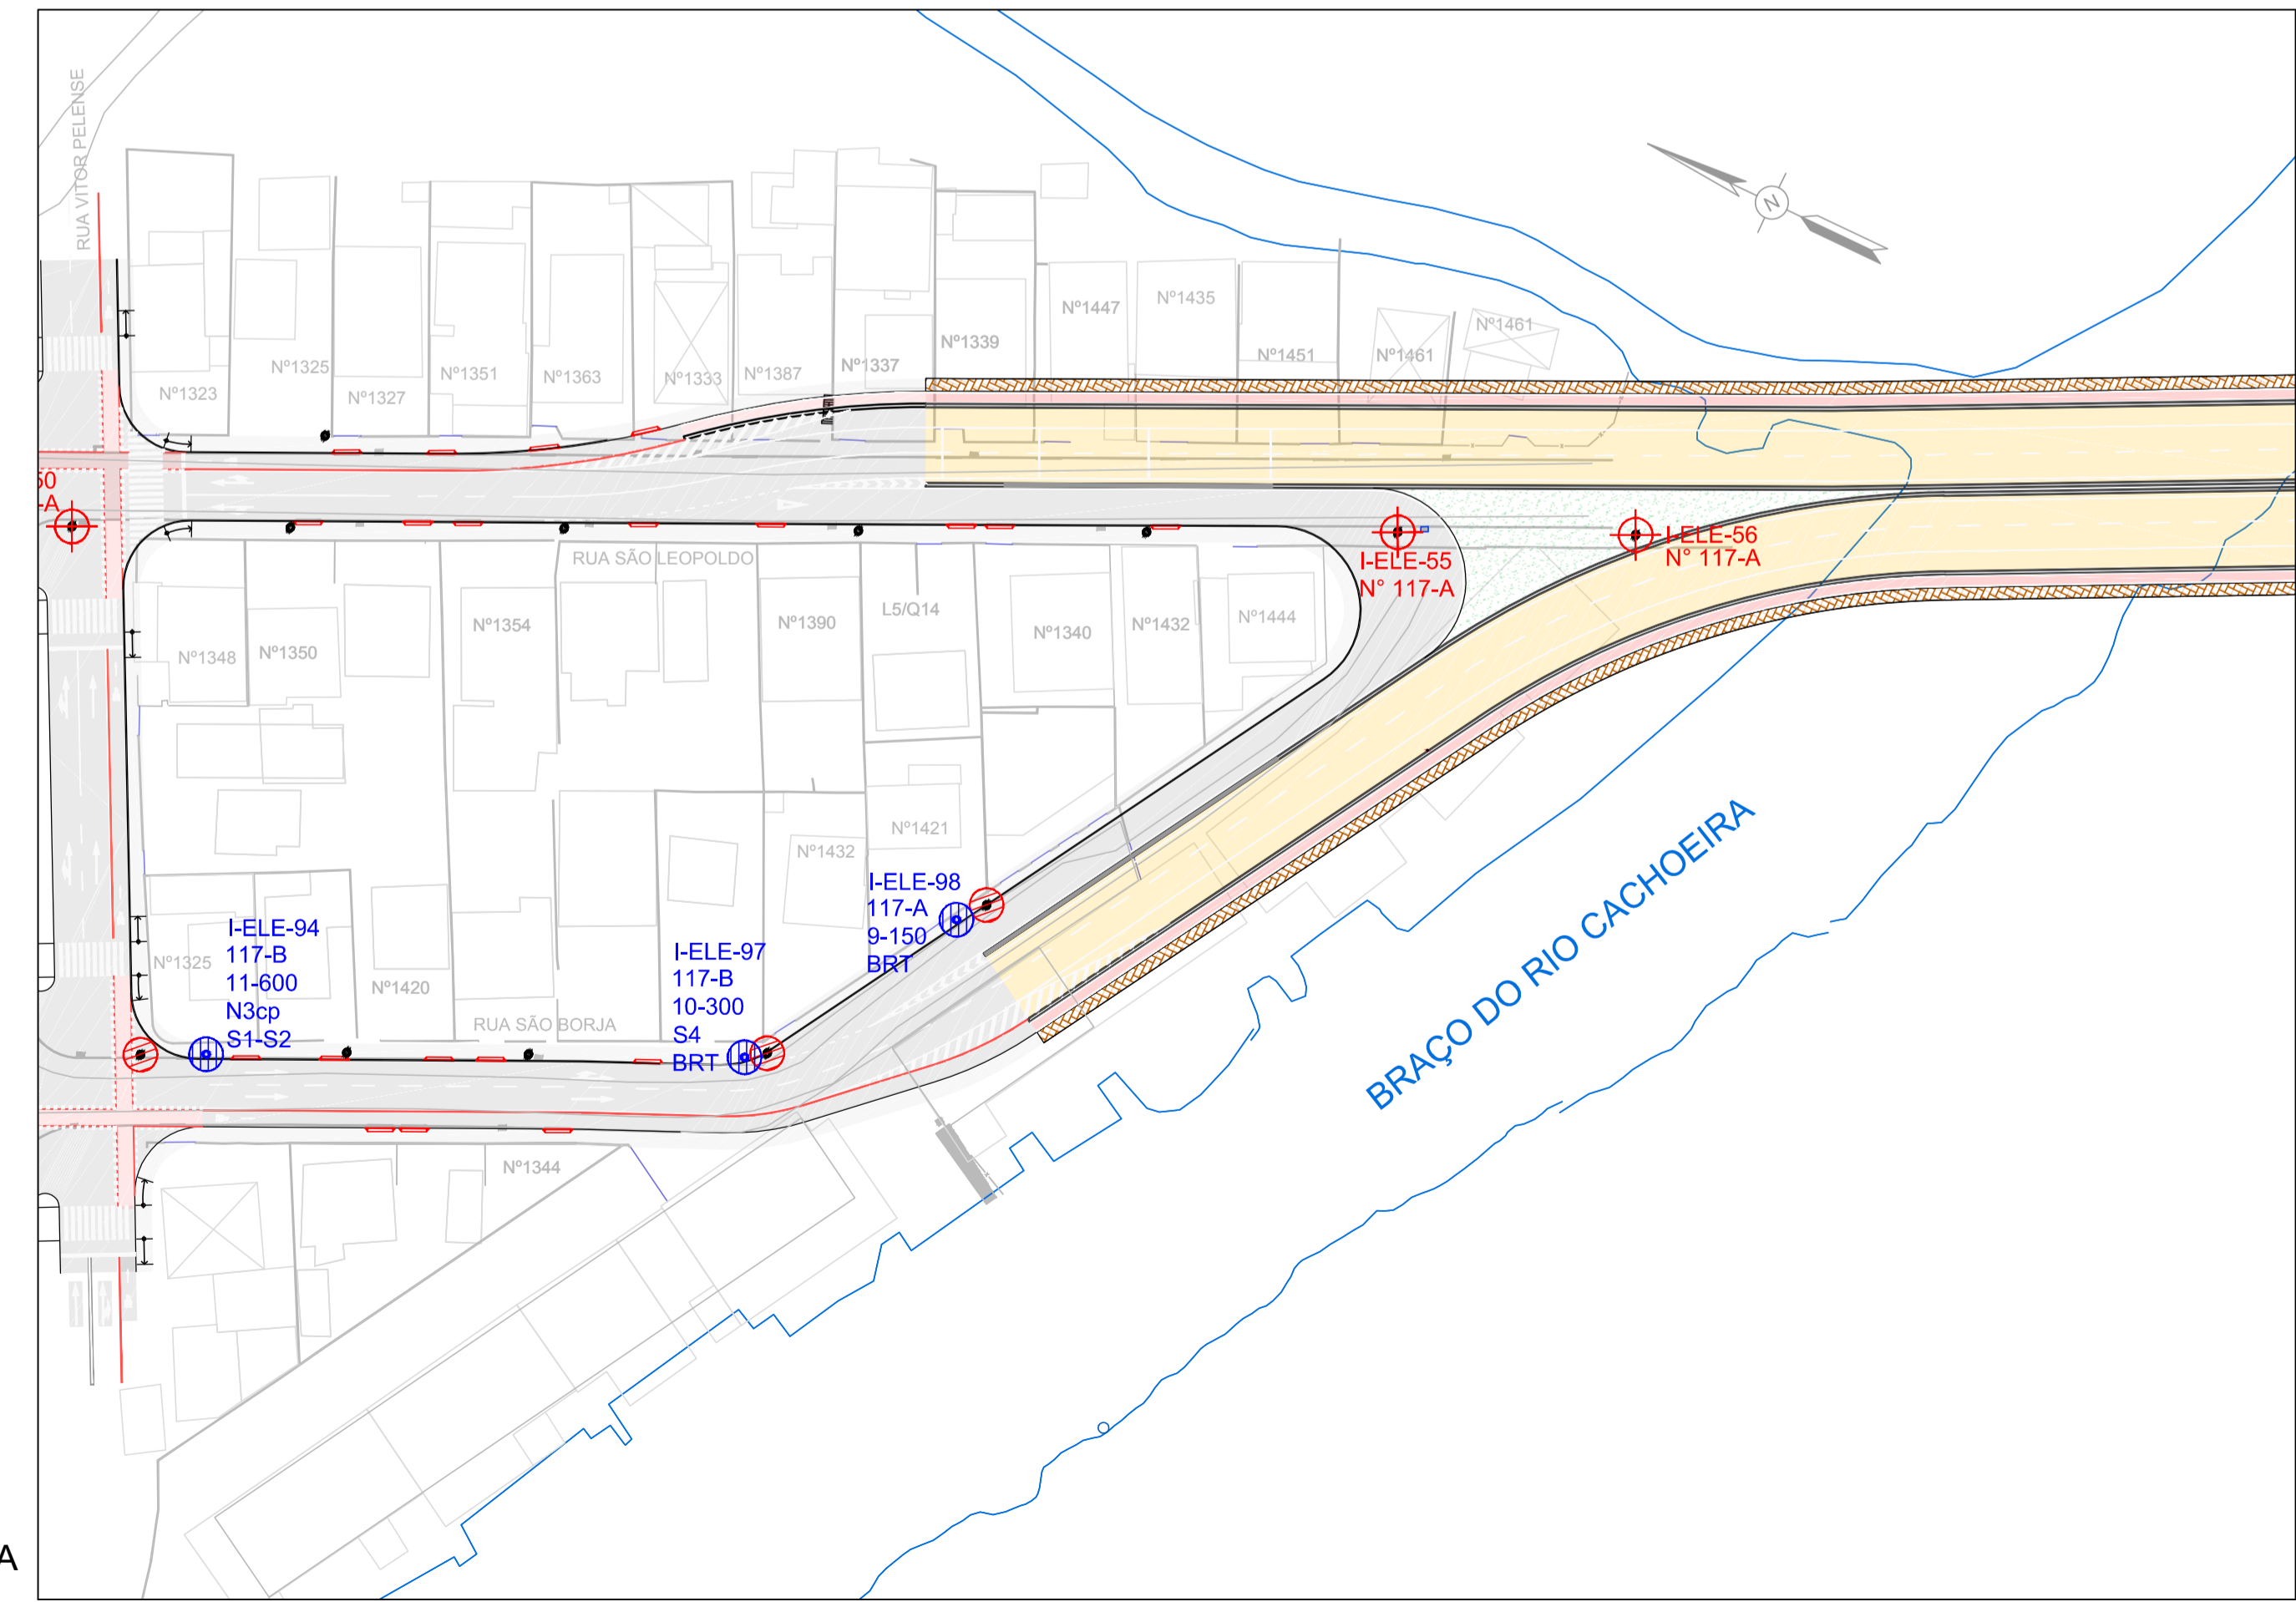 RUA VITOR PELENSE
Nº1323
Nº1325
Nº1327
Nº1351
Nº1363
Nº1333
Nº1387
Nº1337
Nº1339
Nº1447
Nº1435
Nº1451
Nº1461
Nº1461
N
50
-A
RUA SÃO LEOPOLDO
I-ELE-55
N° 117-A
I-ELE-56
N° 117-A
Nº1348
Nº1350
Nº1354
Nº1390
L5/Q14
Nº1340
Nº1432
Nº1444
Nº1421
Nº1432
I-ELE-98
117-A
9-150
BRT
I-ELE-94
117-B
11-600
N3cp
S1-S2
I-ELE-97
117-B
10-300
S4
BRT
Nº1325
Nº1420
RUA SÃO BORJA
Nº1344
BRAÇO DO RIO CACHOEIRA
A